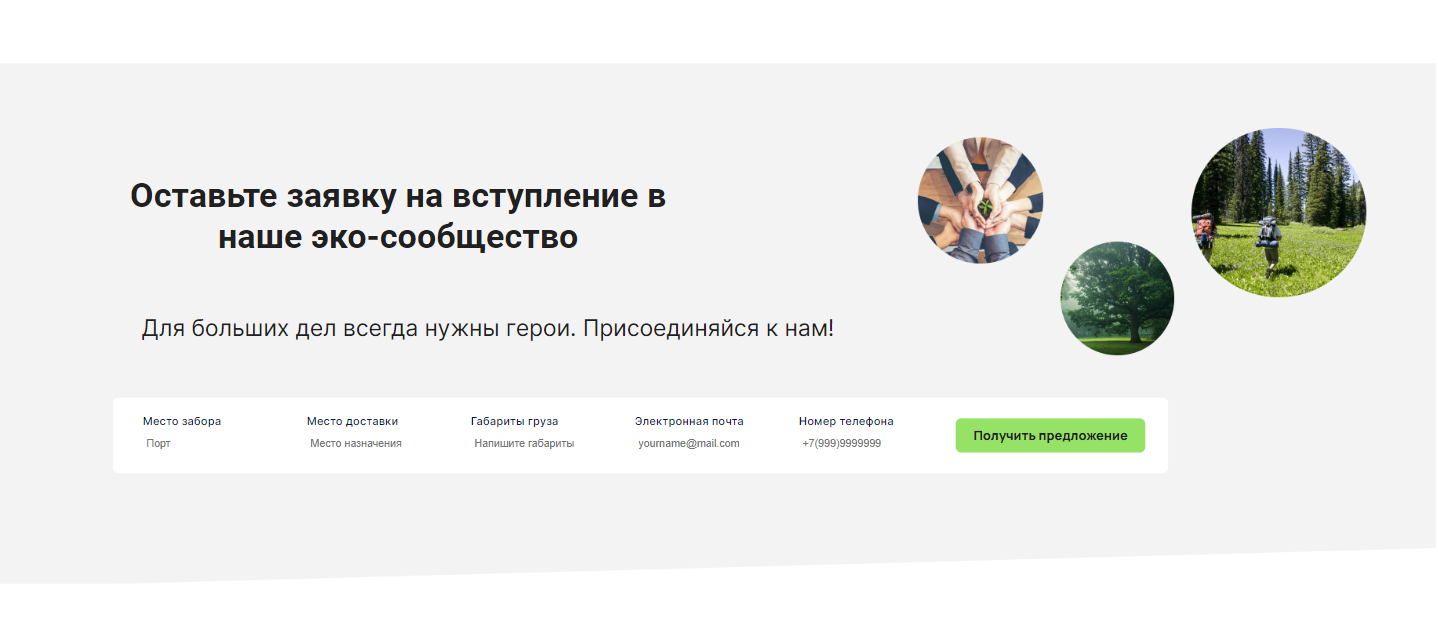 Оставьте заявку на вступление в
наше эко-сообщество
Для больших дел всегда нужны герои. Присоединяйся к нам!
Место забора
Порт
Место доставки
Место назначения
Габариты груза
Напишите габариты
Электронная почта
yourname@mail.com
Номер телефона
+7(999)9999999
Получить предложение